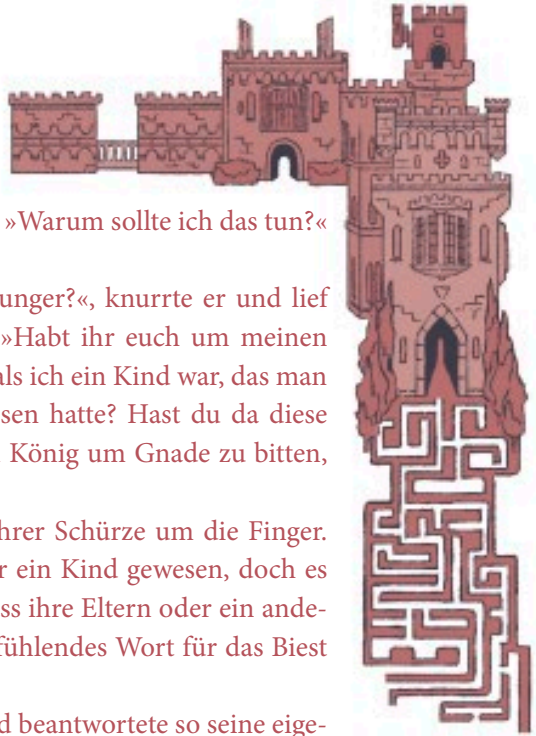 »Warum sollte ich das tun?«
unger?«, knurrte er und lief
»Habt ihr euch um meinen
als ich ein Kind war, das man
sen hatte? Hast du da diese
König um Gnade zu bitten,
hrer Schürze um die Finger.
r ein Kind gewesen, doch es
ss ihre Eltern oder ein ande-
fühlendes Wort für das Biest
d beantwortete so seine eige-